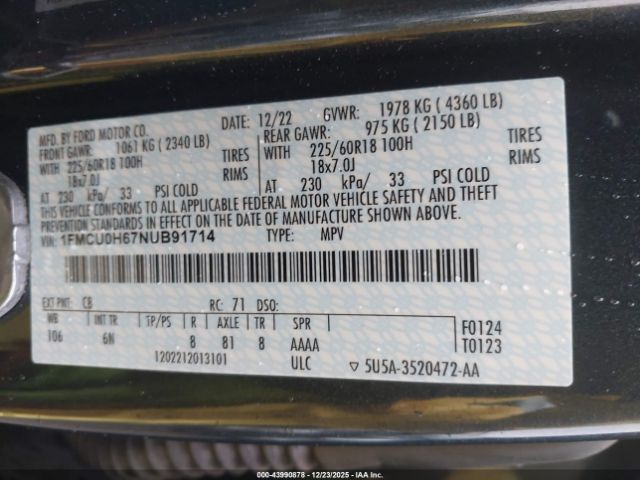 MFD. BY FORD MOTOR CO.
DATE: 12/22 GVWR: 1978 KG ( 4360 LB)
FRONT GAWR: 1061 KG ( 2340 LB)
REAR GAWR: 975 KG ( 2150 LB)
WITH 225/60R18 100H TIRES
WITH 225/60R18 100H TIRES
18x7.0J RIMS
18x7.0J RIMS
AT 230 kPa/ 33 PSI COLD
AT 230 kPa/ 33 PSI COLD
THIS VEHICLE CONFORMS TO ALL APPLICABLE FEDERAL MOTOR VEHICLE SAFETY AND THEFT
PREVENTION STANDARDS IN EFFECT ON THE DATE OF MANUFACTURE SHOWN ABOVE.
VIN: 1FMCU0H67NUB91714 TYPE: MPV
EXT PNT: C8 RC: 71 DSO:
WB INT TR TP/PS R AXLE TR SPR
106 6N 8 81 8 AAAA
F0124
T0123
1202212013101 ULC ▽ 5U5A-3520472-AA
000-43990878 - 12/23/2025 - IAA Inc.